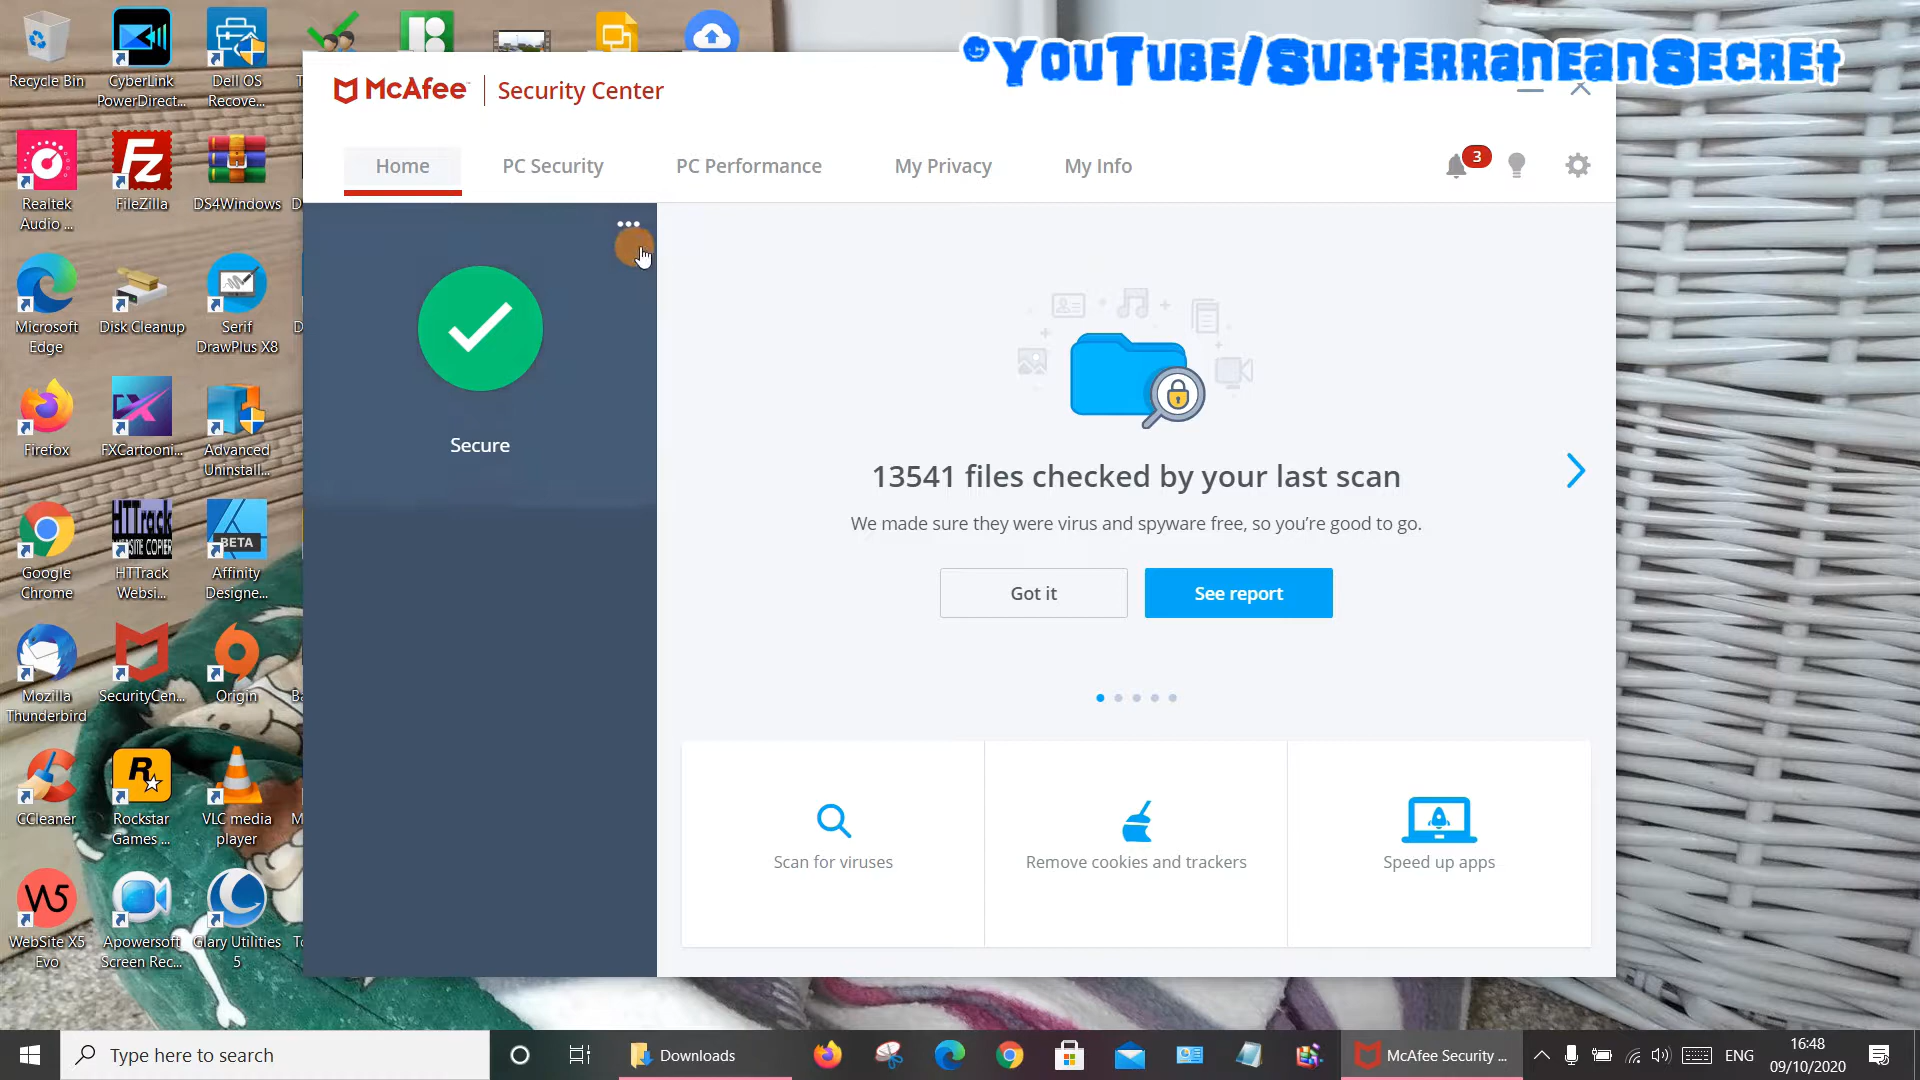 ©YouTube/SubterraneanSecret
Recycle Bin
CyberLink
PowerDirect...
Dell OS
Recove...
McAfee | Security Center
Home
PC Security
PC Performance
My Privacy
My Info
3
Realtek
Audio ...
FileZilla
DS4Windows
Microsoft
Edge
Disk Cleanup
Serif
DrawPlus X8
Secure
Firefox
FXCartooni...
Advanced
Uninstall...
13541 files checked by your last scan
We made sure they were virus and spyware free, so you're good to go.
Got it
See report
HTTrack
WEBSITE COPIER
BETA
Google
Chrome
HTTrack
Websi...
Affinity
Designe...
Mozilla
Thunderbird
SecurityCen...
Origin
CCleaner
Rockstar
Games ...
VLC media
player
Scan for viruses
Remove cookies and trackers
Speed up apps
W5
WebSite X5
Evo
Apowersoft
Screen Rec...
Glary Utilities
5
Type here to search
Downloads
McAfee Security ...
ENG
16:48
09/10/2020